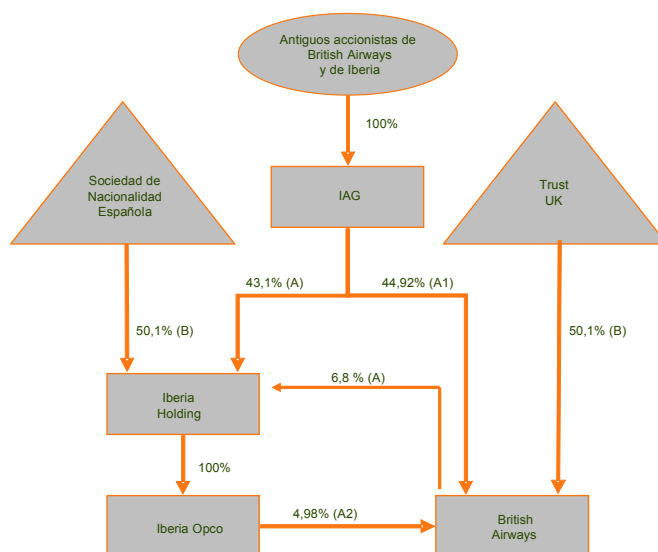 Antiguos accionistas de
British Airways
y de Iberia
100%
Sociedad de
Nacionalidad
Española
IAG
Trust
UK
43,1% (A)
44,92% (A1)
50,1% (B)
50,1% (B)
6,8 % (A)
Iberia
Holding
100%
Iberia Opco
4,98% (A2)
British
Airways